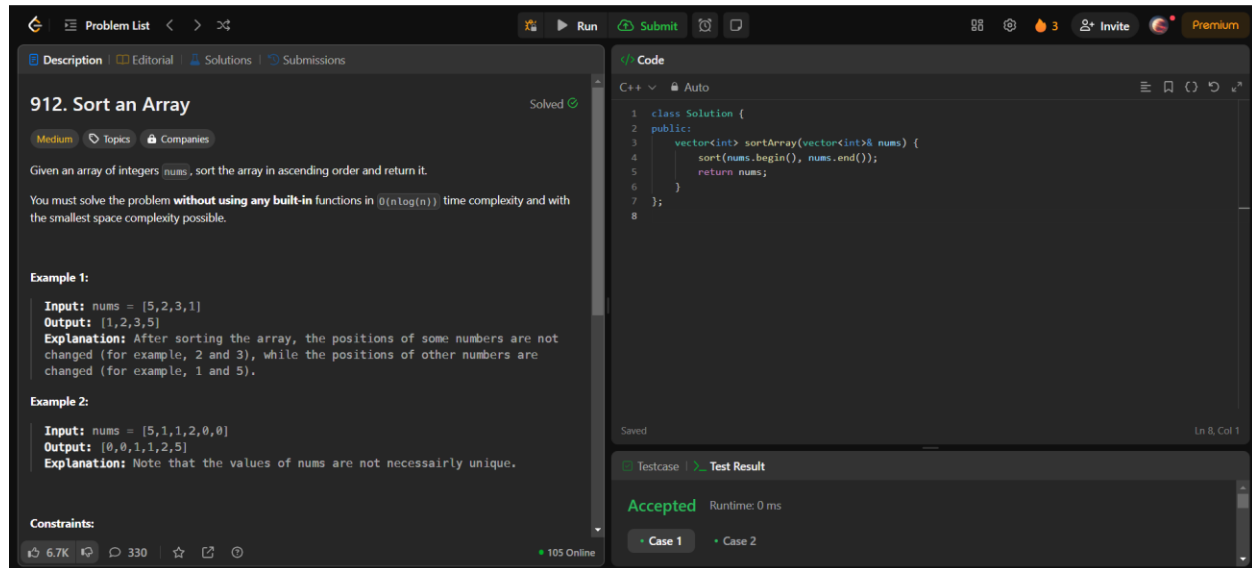 Problem List
Run
Submit
3
Invite
Premium
Description | Editorial | Solutions | Submissions
912. Sort an Array
Solved
Medium
Topics
Companies
Given an array of integers nums, sort the array in ascending order and return it.
You must solve the problem without using any built-in functions in O(nlog(n)) time complexity and with
the smallest space complexity possible.
Example 1:
Input: nums = [5,2,3,1]
Output: [1,2,3,5]
Explanation: After sorting the array, the positions of some numbers are not
changed (for example, 2 and 3), while the positions of other numbers are
changed (for example, 1 and 5).
Example 2:
Input: nums = [5,1,1,2,0,0]
Output: [0,0,1,1,2,5]
Explanation: Note that the values of nums are not necessairly unique.
Constraints:
6.7K
330
105 Online
</> Code
C++
Auto
1 class Solution {
2 public:
3     vector<int> sortArray(vector<int>& nums) {
4         sort(nums.begin(), nums.end());
5         return nums;
6     }
7 };
8
Saved
Ln 8, Col 1
Testcase | >_ Test Result
Accepted Runtime: 0 ms
• Case 1
• Case 2